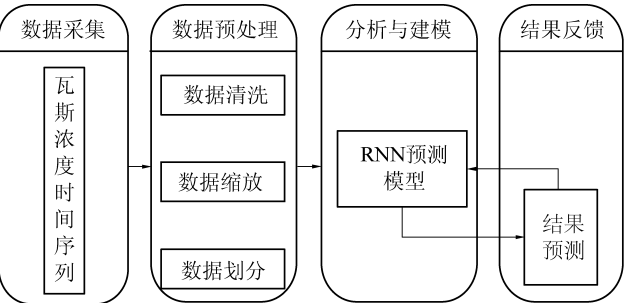 数据采集
瓦斯浓度时间序列
数据预处理
数据清洗
数据缩放
数据划分
分析与建模
RNN预测
模型
结果反馈
结果
预测